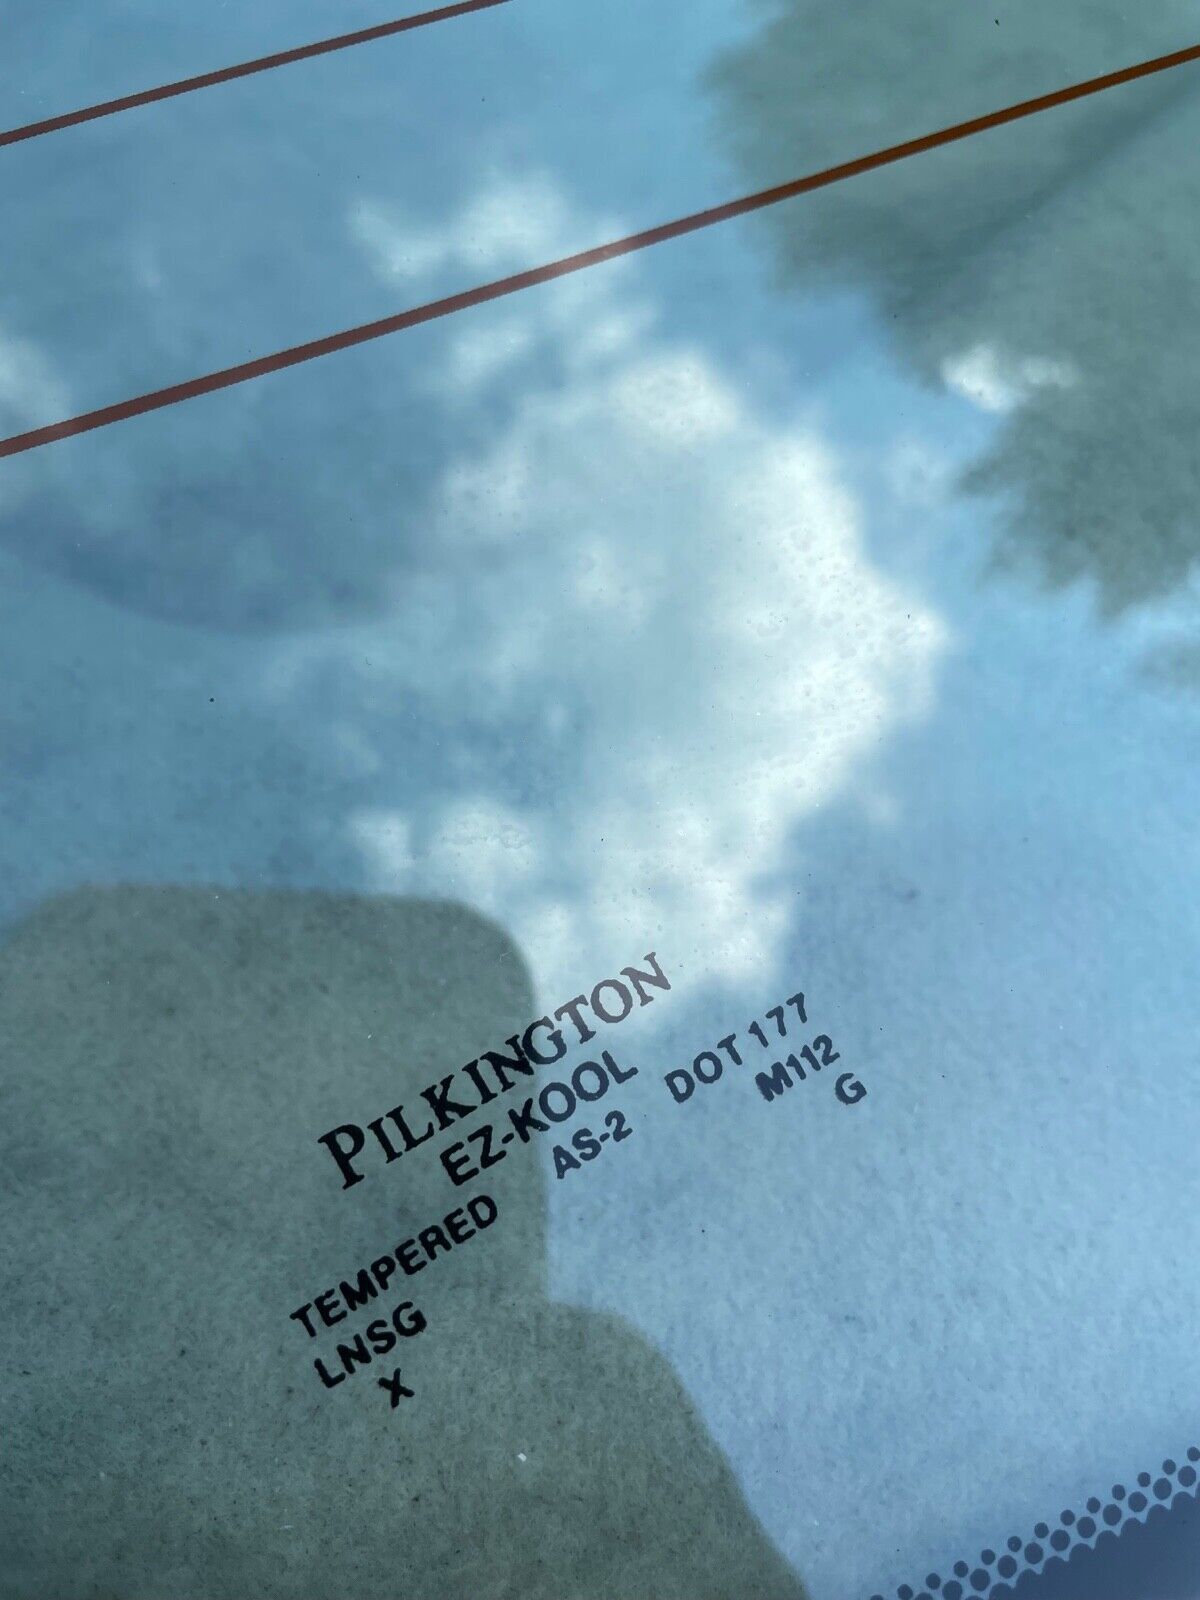 PILKINGTON
EZ-KOOL
TEMPERED AS-2 DOT 177
LNSG M112
X G